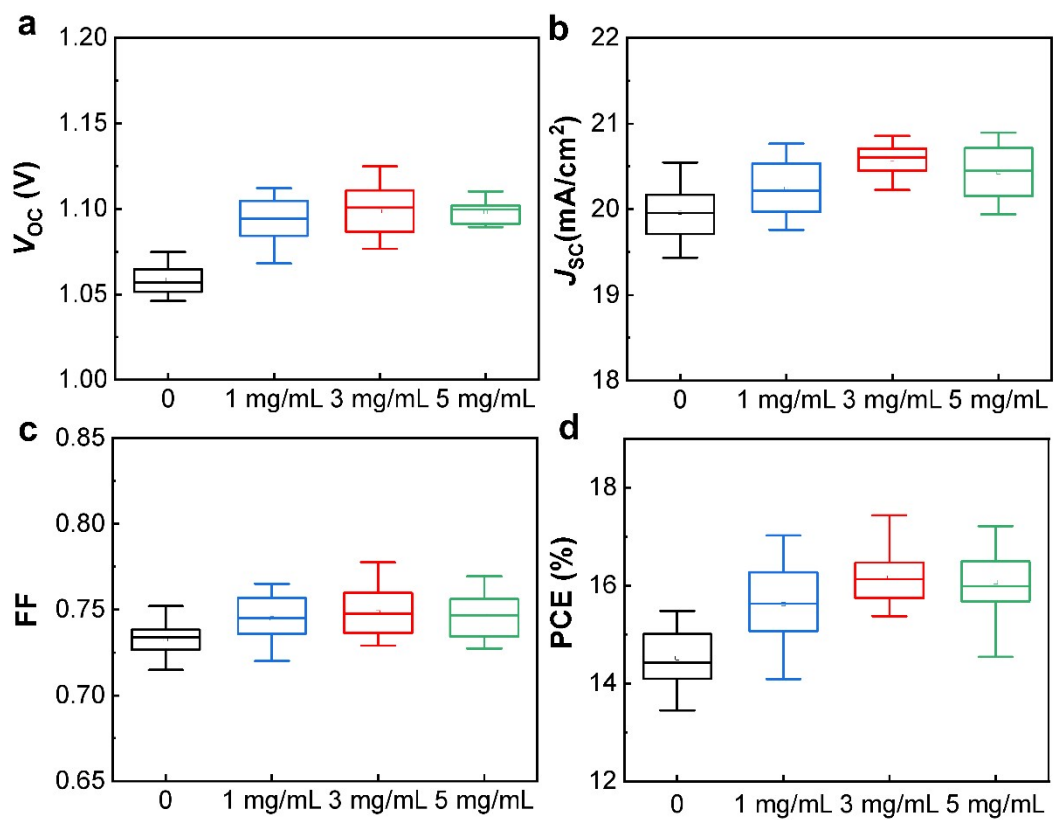 a
1.20
1.15
1.10
1.05
1.00
VOC (V)
0 1 mg/mL 3 mg/mL 5 mg/mL
b
22
21
20
19
18
JSC(mA/cm²)
0 1 mg/mL 3 mg/mL 5 mg/mL
c
0.85
0.80
0.75
0.70
0.65
FF
0 1 mg/mL 3 mg/mL 5 mg/mL
d
18
16
14
12
PCE (%)
0 1 mg/mL 3 mg/mL 5 mg/mL